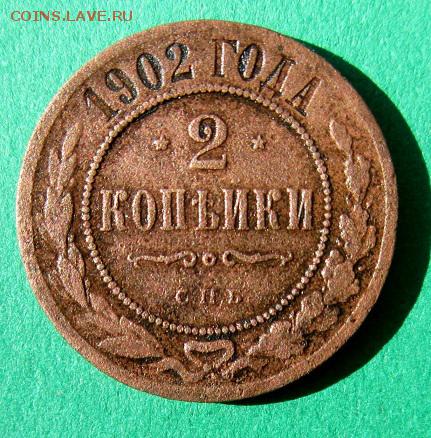 COINS.LAVE.RU
1902 ГОДА
2
КОПѢЙКИ
С.П.Б.